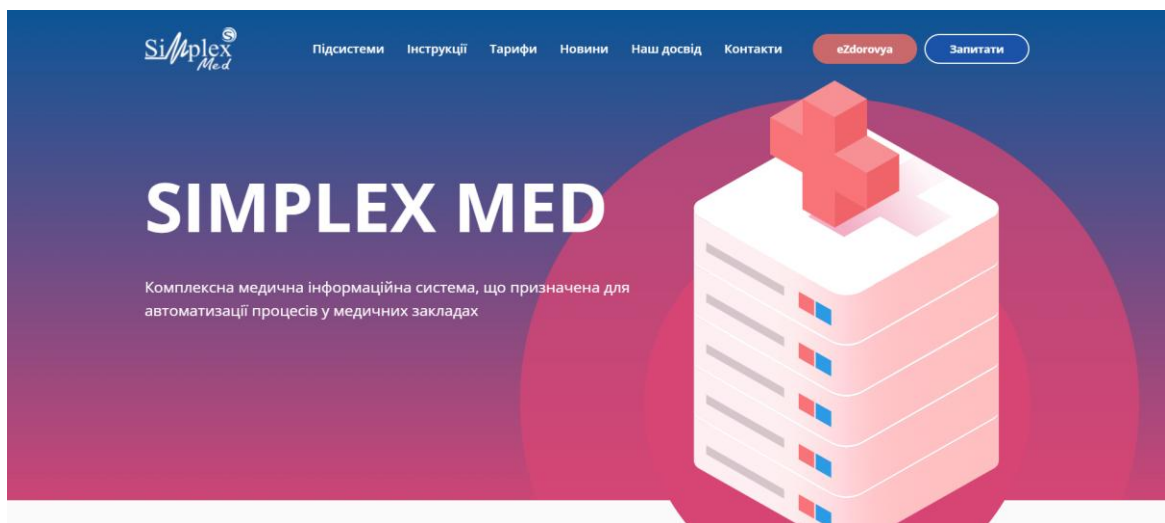 Simplex
Med
Підсистеми Інструкції Тарифи Новини Наш досвід Контакти eZdorovya Запитати
SIMPLEX MED
Комплексна медична інформаційна система, що призначена для
автоматизації процесів у медичних закладах